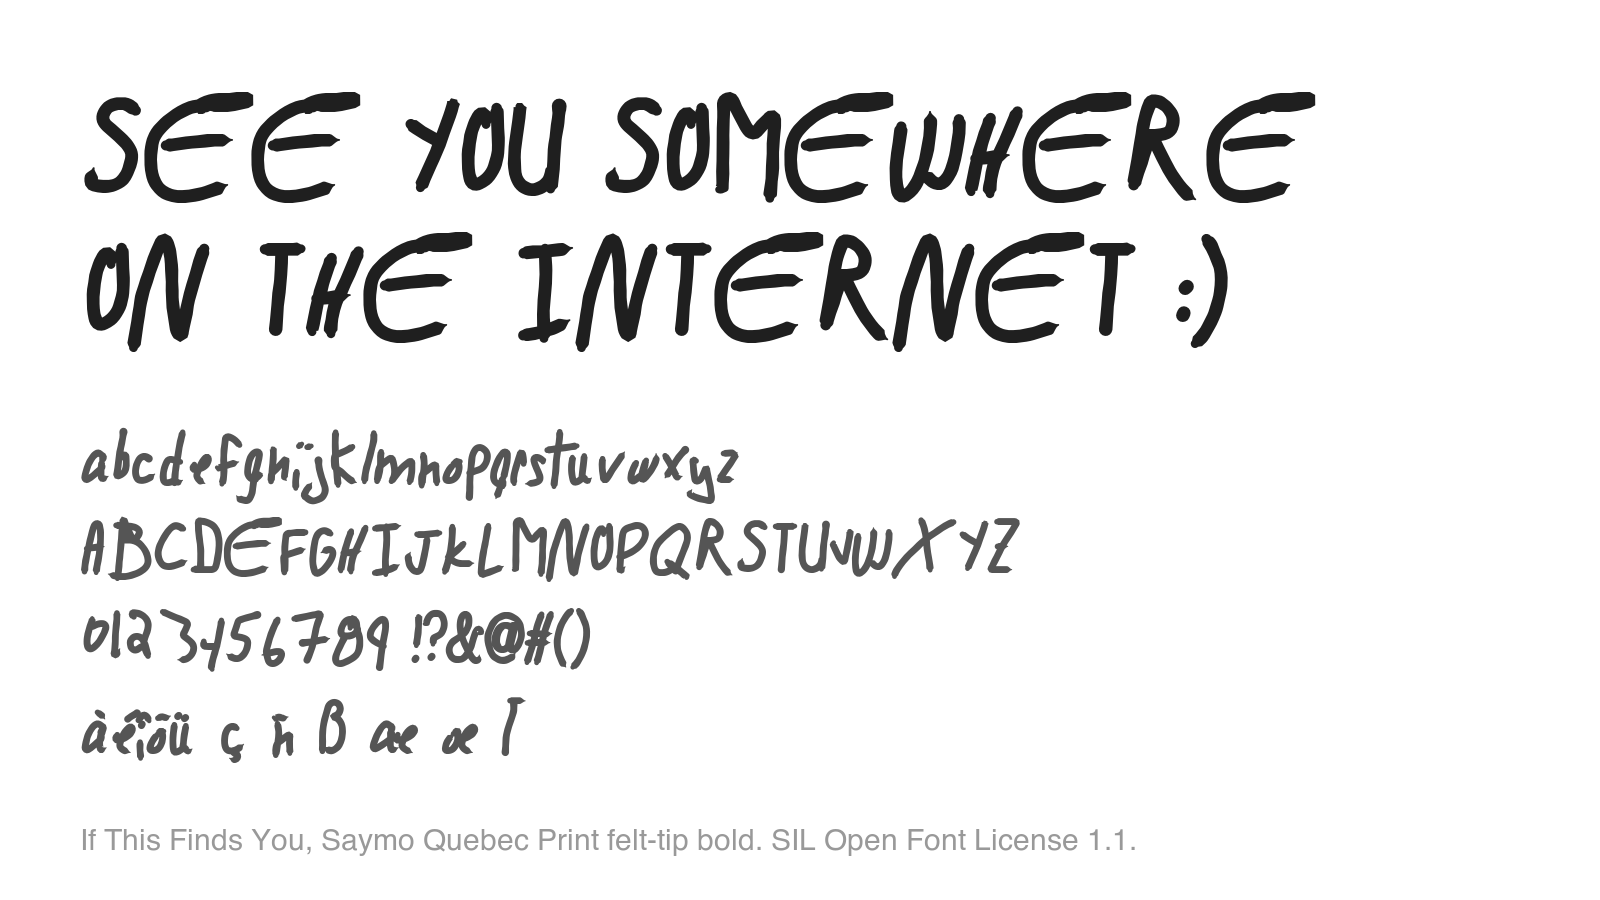 SEE YOU SOMEWHERE
ON THE INTERNET :)
abcdefghijklmnopqrstuvwxyz
ABCDEFGHIJKLMNOPQRSTUVWXYZ
0123456789 !?&@#()
àêîõü ç ñ ß æ œ
If This Finds You, Saymo Quebec Print felt-tip bold. SIL Open Font License 1.1.